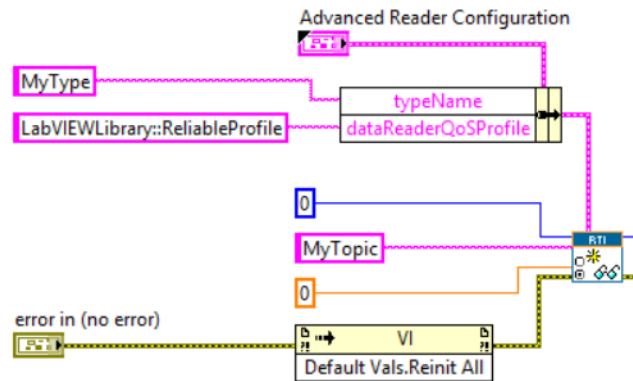 Advanced Reader Configuration
MyType
typeName
LabVIEWLibrary::ReliableProfile
dataReaderQoSProfile
0
RTI
MyTopic
0
error in (no error)
VI
Default Vals.Reinit All